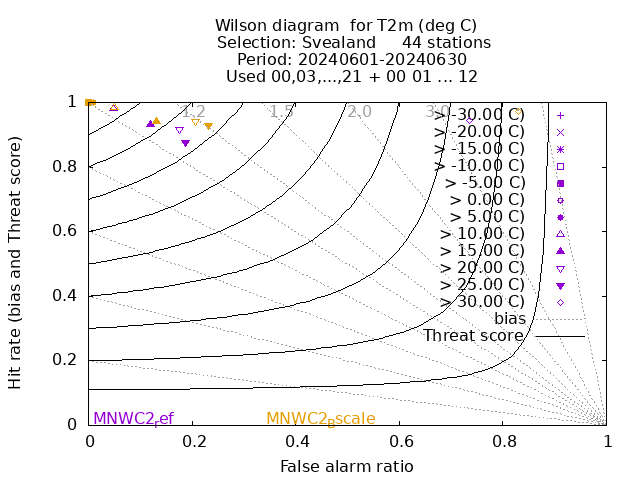 Wilson diagram  for T2m (deg C)
Selection: Svealand     44 stations
Period: 20240601-20240630
Used 00,03,...,21 + 00 01 ... 12
Hit rate (bias and Threat score)
1
0.8
0.6
0.4
0.2
0
1.2 1.5 2.0 3.0
> -30.00 C)
> -20.00 C)
> -15.00 C)
> -10.00 C)
> -5.00 C)
> 0.00 C)
> 5.00 C)
> 10.00 C)
> 15.00 C)
> 20.00 C)
> 25.00 C)
> 30.00 C)
bias
Threat score
MNWC2ref MNWC2Bscale
0 0.2 0.4 0.6 0.8 1
False alarm ratio